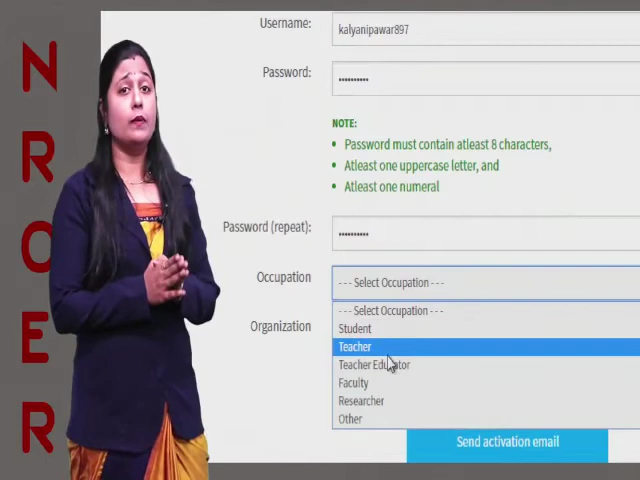 NROER
Username:
kalyanipawar897
Password:
••••••••••
NOTE:
• Password must contain atleast 8 characters,
• Atleast one uppercase letter, and
• Atleast one numeral
Password (repeat):
••••••••••
Occupation
--- Select Occupation ---
--- Select Occupation ---
Student
Teacher
Teacher Educator
Faculty
Researcher
Other
Organization
Send activation email